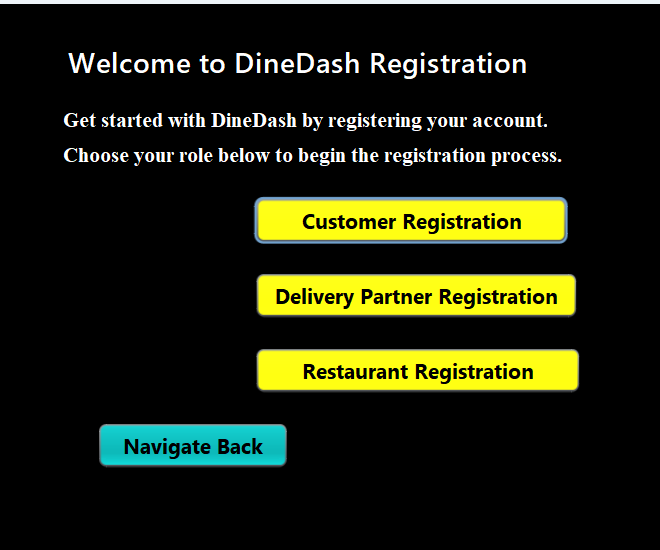 Welcome to DineDash Registration
Get started with DineDash by registering your account.
Choose your role below to begin the registration process.
Customer Registration
Delivery Partner Registration
Restaurant Registration
Navigate Back